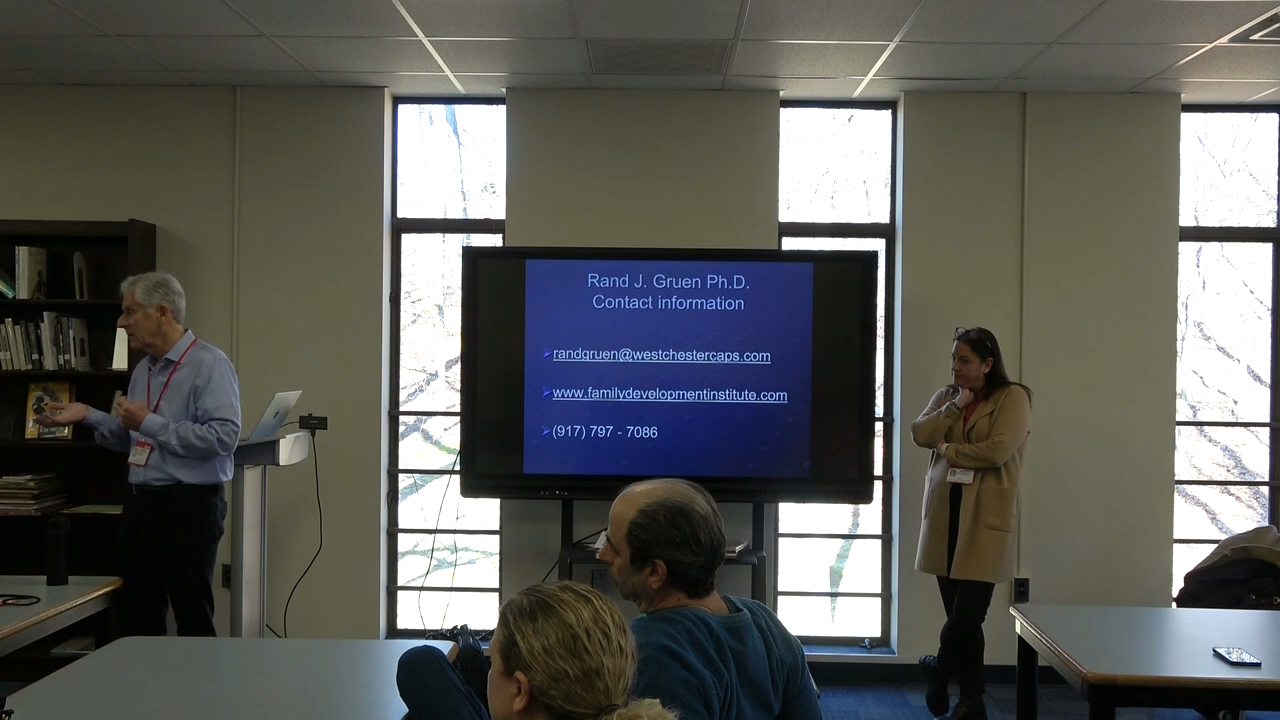 Rand J. Gruen Ph.D.
Contact information
randgruen@westchestercaps.com
www.familydevelopmentinstitute.com
(917) 797 - 7086